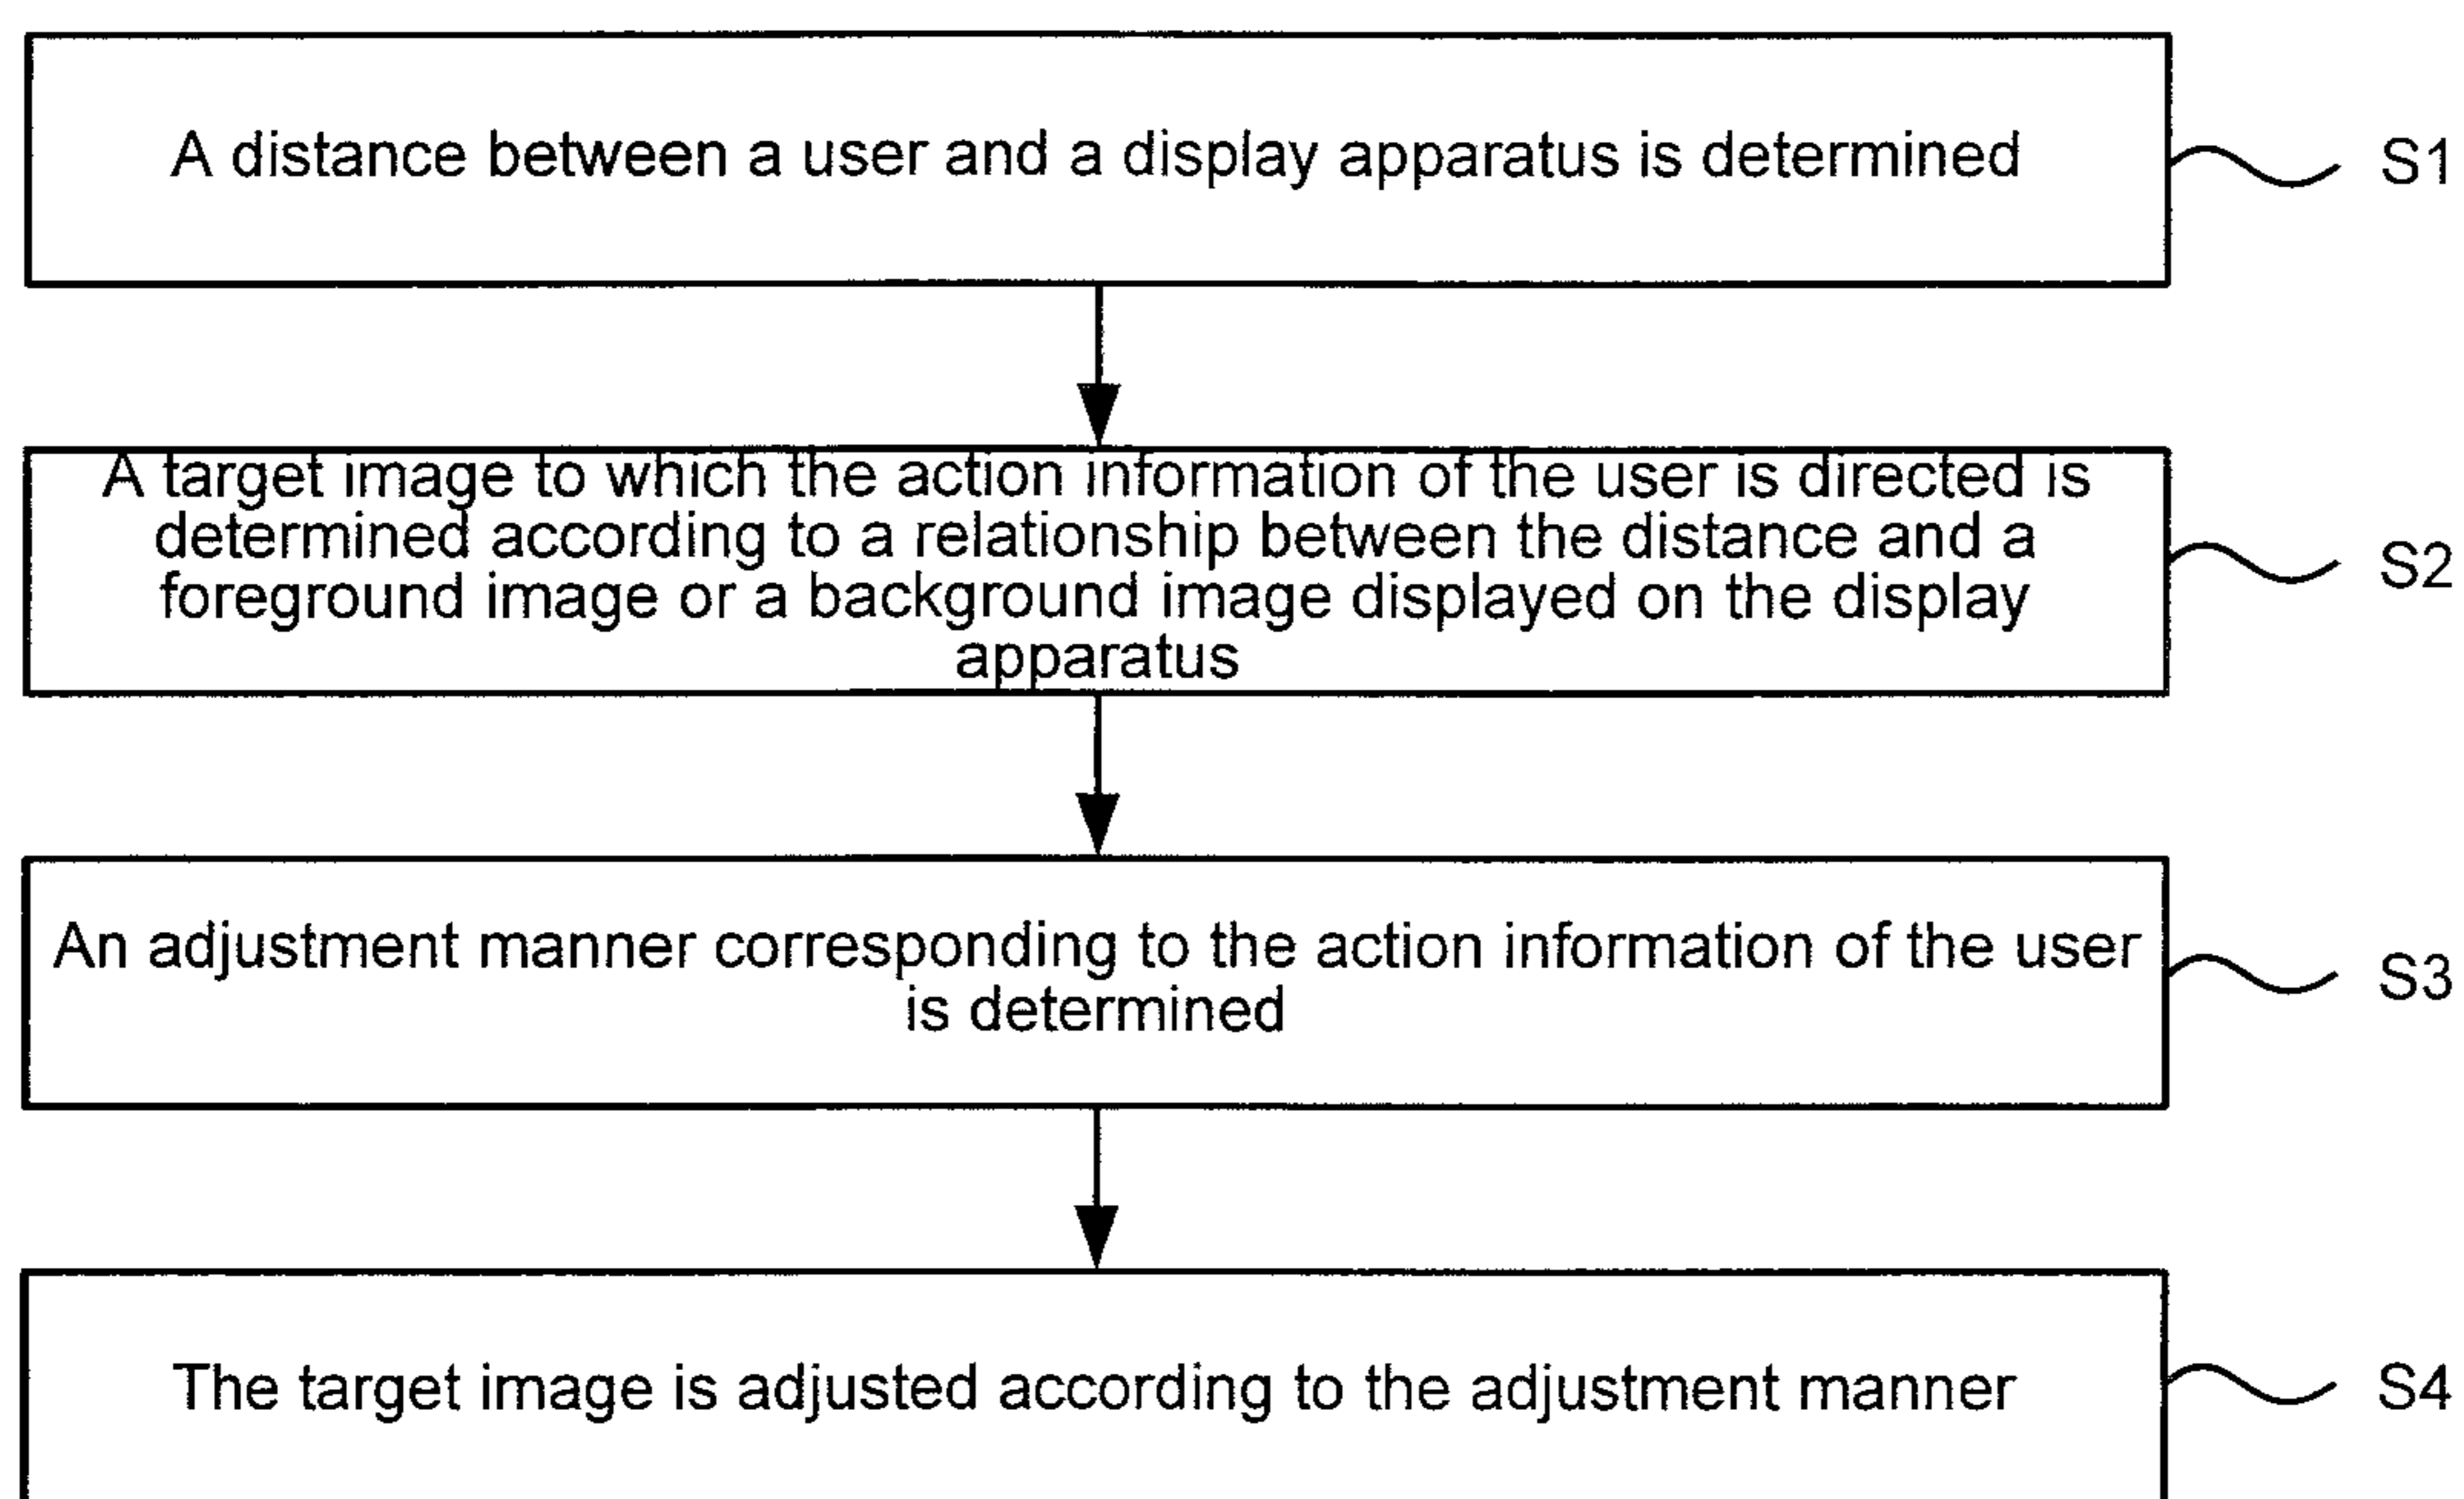 A distance between a user and a display apparatus is determined
S1
A target image to which the action information of the user is directed is
determined according to a relationship between the distance and a
foreground image or a background image displayed on the display
apparatus
S2
An adjustment manner corresponding to the action information of the user
is determined
S3
The target image is adjusted according to the adjustment manner
S4